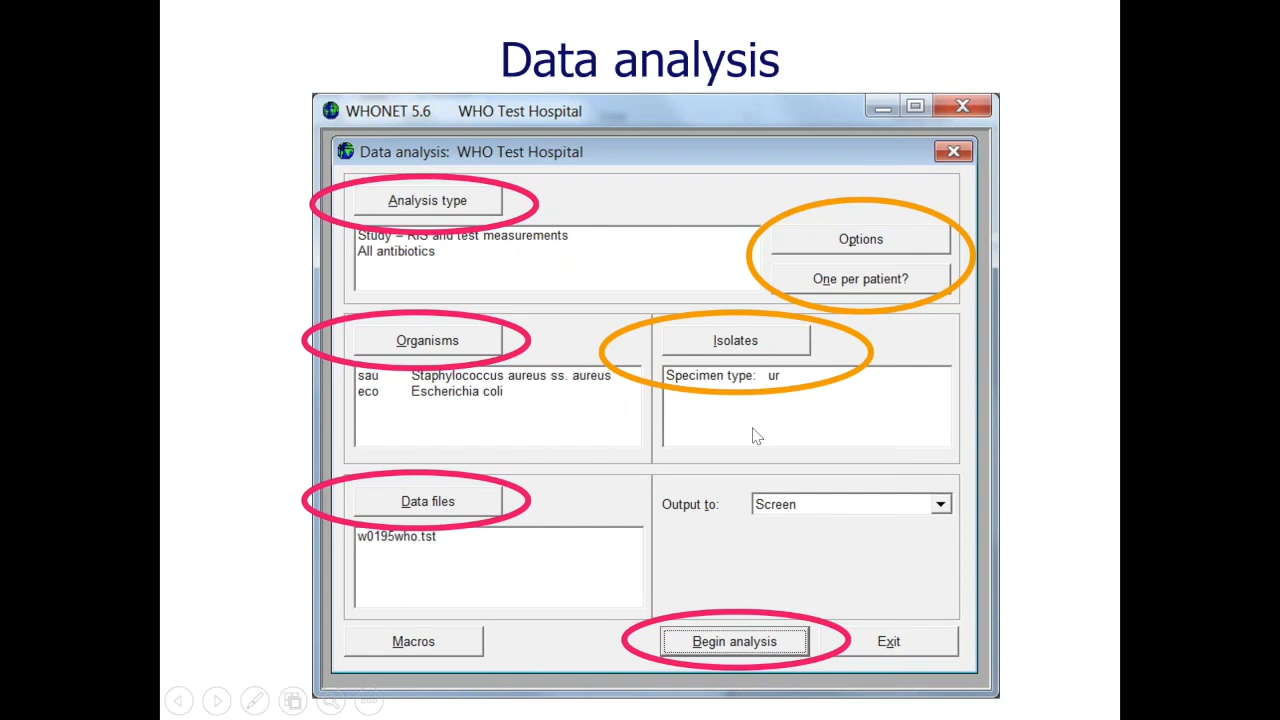 Data analysis
WHONET 5.6 WHO Test Hospital
Data analysis: WHO Test Hospital
Analysis type
Study – RIS and test measurements
All antibiotics
Options
One per patient?
Organisms
sau Staphylococcus aureus ss. aureus
eco Escherichia coli
Isolates
Specimen type: ur
Data files
w0195who.tst
Output to: Screen
Macros
Begin analysis
Exit